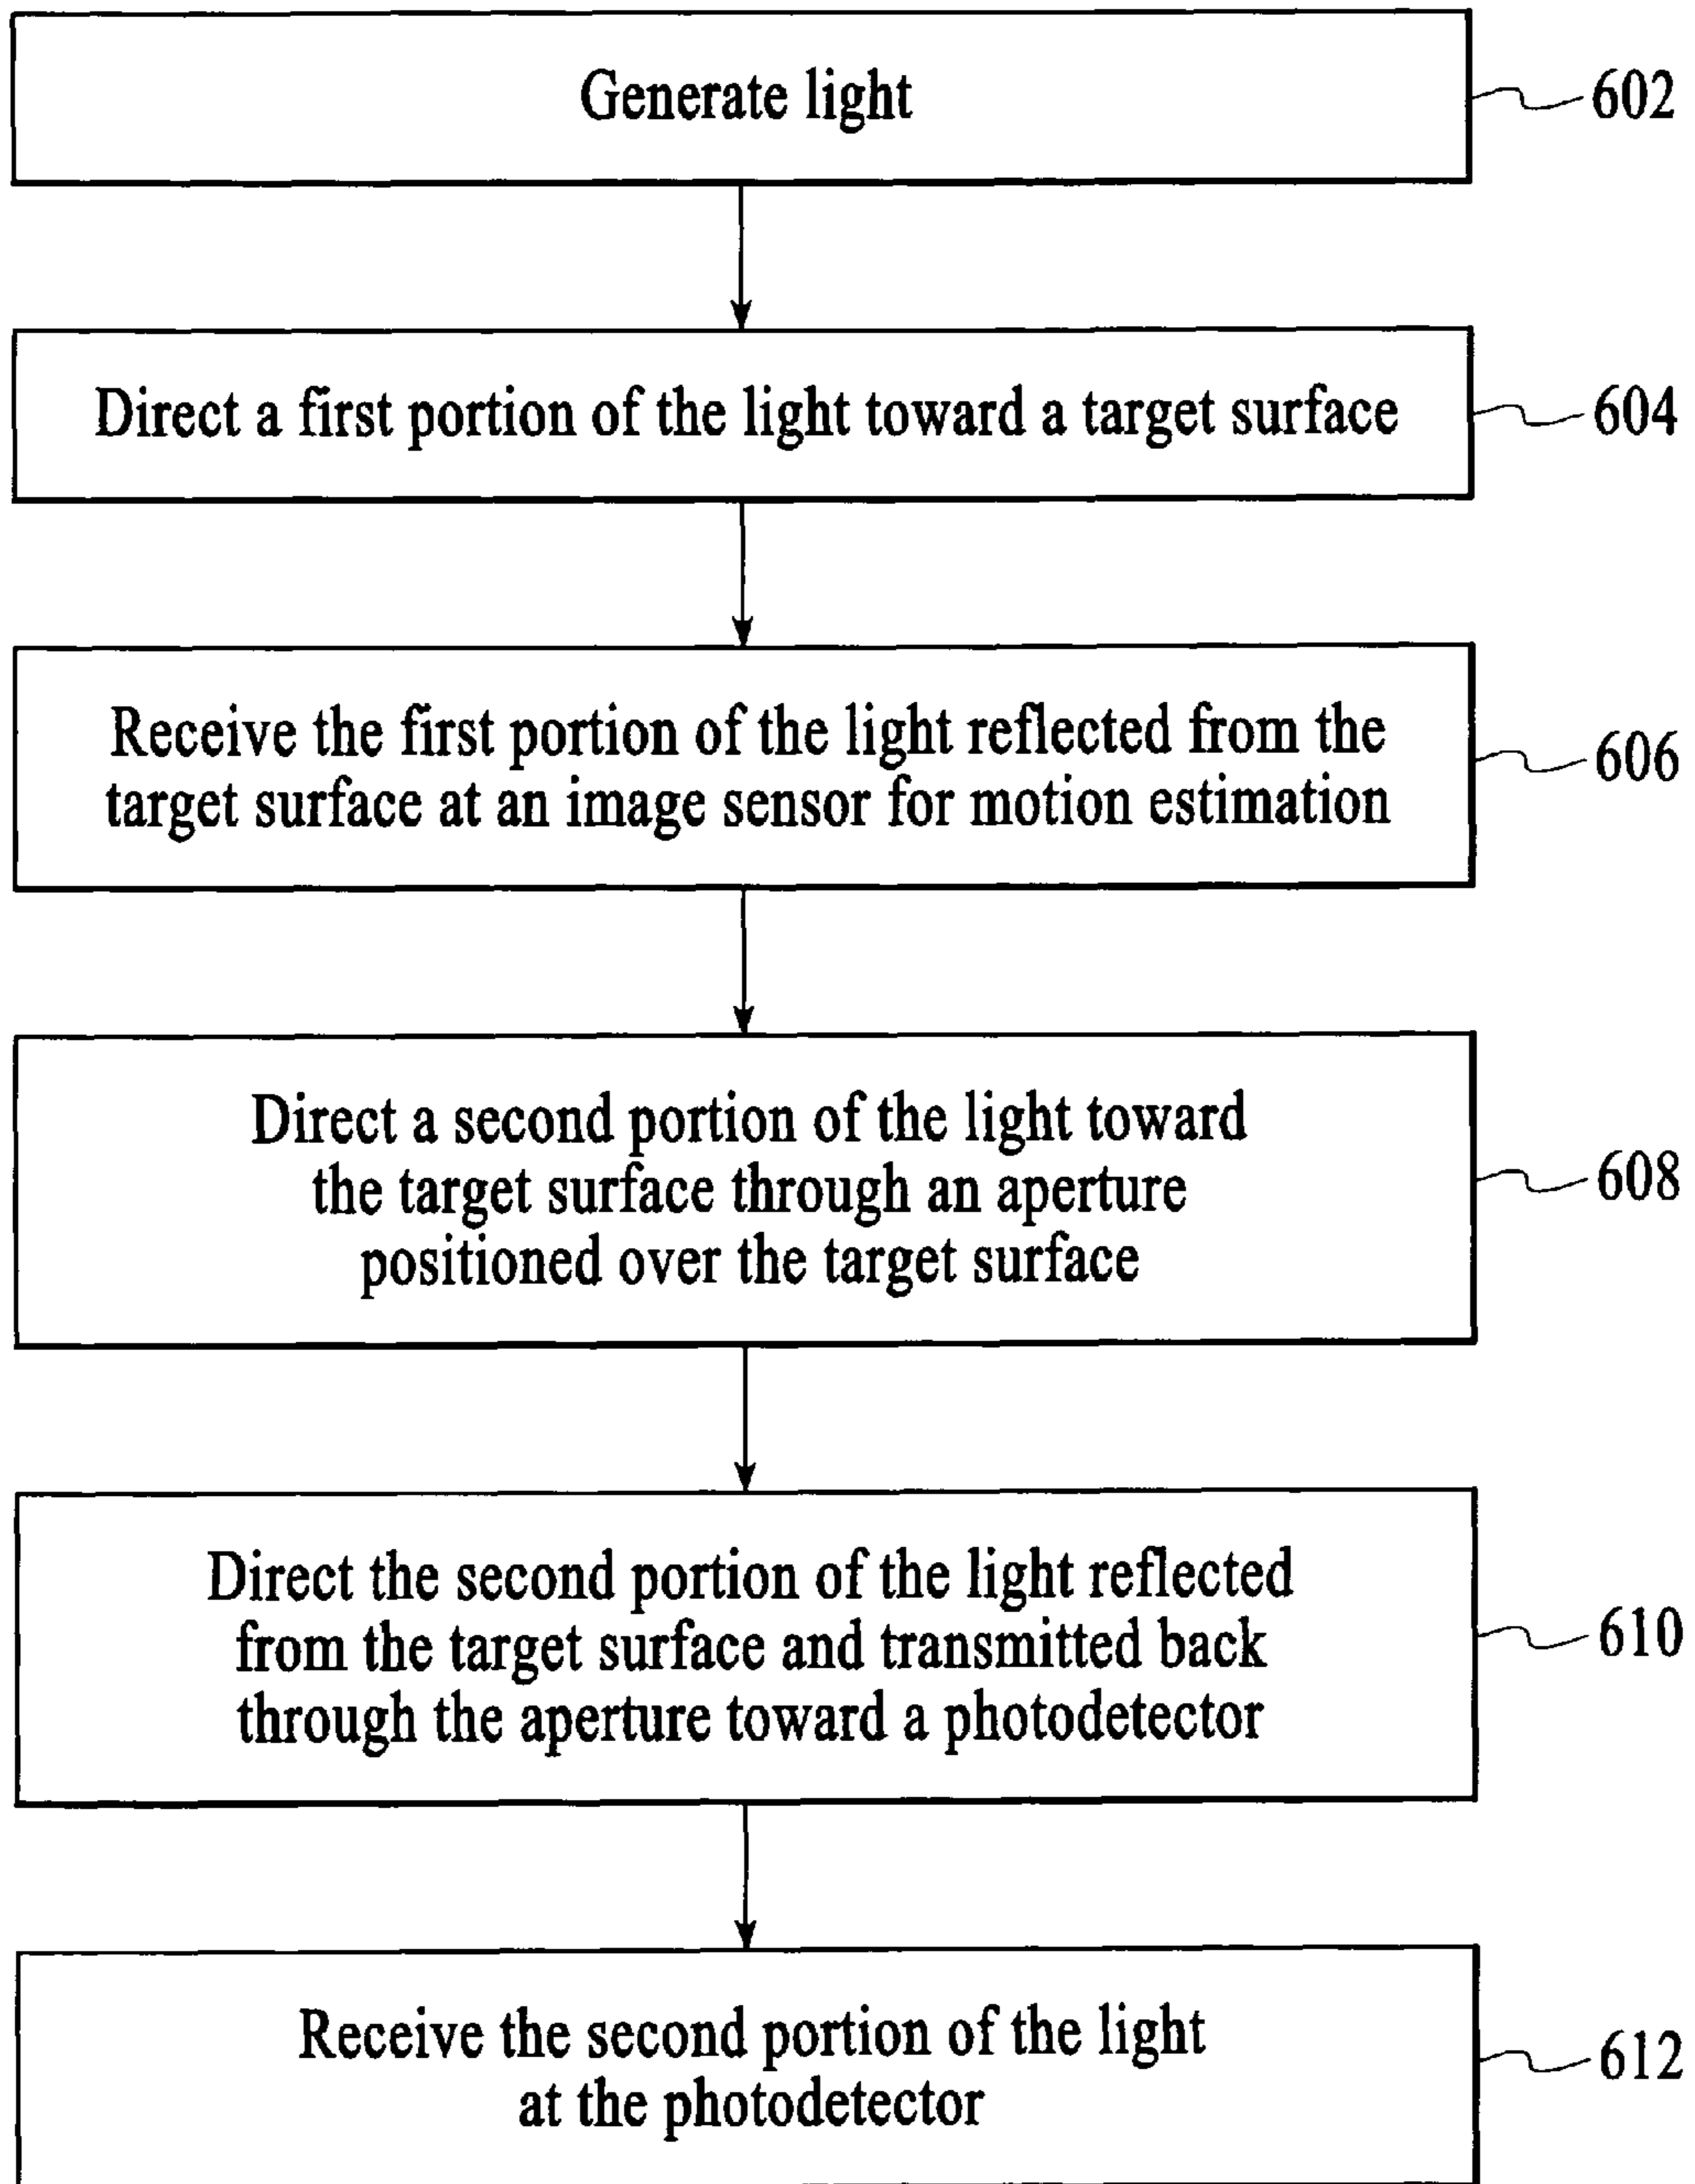 Generate light
602
Direct a first portion of the light toward a target surface
604
Receive the first portion of the light reflected from the
target surface at an image sensor for motion estimation
606
Direct a second portion of the light toward
the target surface through an aperture
positioned over the target surface
608
Direct the second portion of the light reflected
from the target surface and transmitted back
through the aperture toward a photodetector
610
Receive the second portion of the light
at the photodetector
612